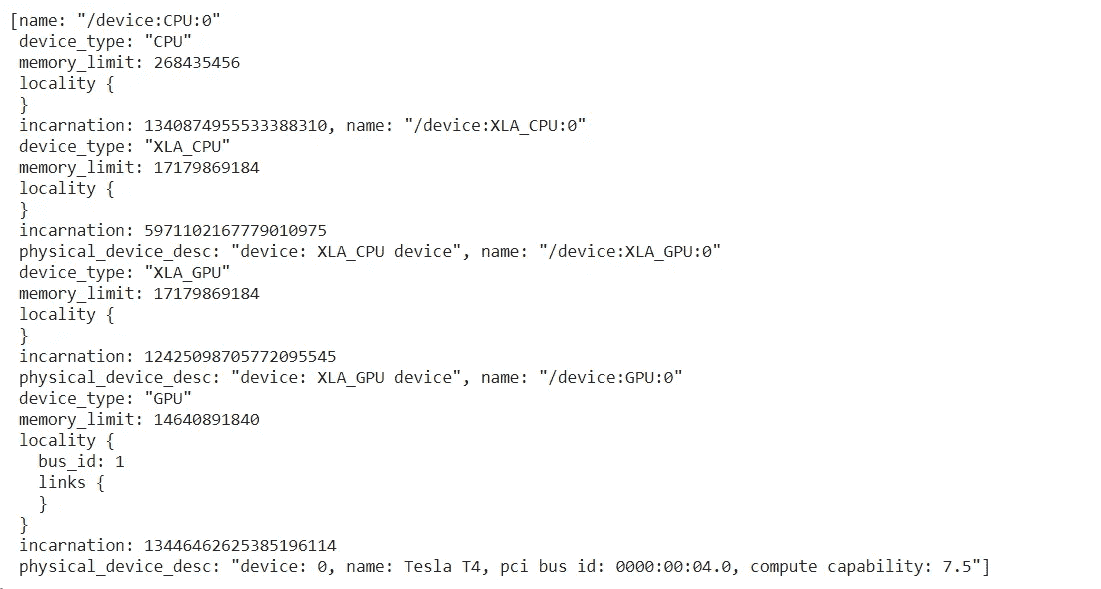 [name: "/device:CPU:0"
device_type: "CPU"
memory_limit: 268435456
locality {
}
incarnation: 1340874955533388310, name: "/device:XLA_CPU:0"
device_type: "XLA_CPU"
memory_limit: 17179869184
locality {
}
incarnation: 5971102167779010975
physical_device_desc: "device: XLA_CPU device", name: "/device:XLA_GPU:0"
device_type: "XLA_GPU"
memory_limit: 17179869184
locality {
}
incarnation: 12425098705772095545
physical_device_desc: "device: XLA_GPU device", name: "/device:GPU:0"
device_type: "GPU"
memory_limit: 14640891840
locality {
bus_id: 1
links {
}
}
incarnation: 13446462625385196114
physical_device_desc: "device: 0, name: Tesla T4, pci bus id: 0000:00:04.0, compute capability: 7.5"]